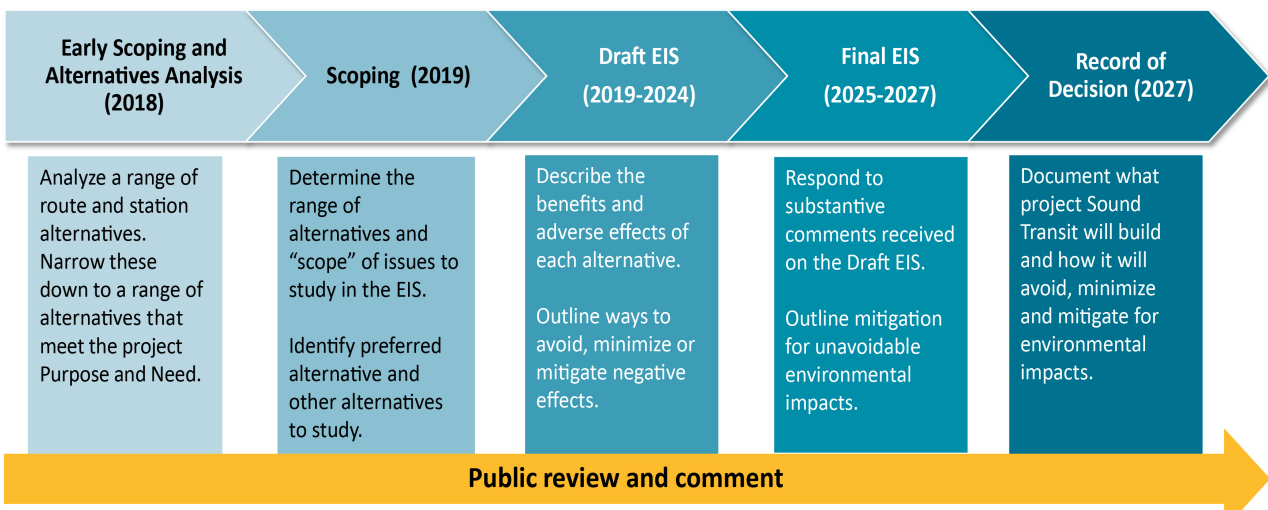 Early Scoping and
Alternatives Analysis
(2018)
Scoping (2019)
Draft EIS
(2019-2024)
Final EIS
(2025-2027)
Record of
Decision (2027)
Analyze a range of
route and station
alternatives.
Narrow these
down to a range of
alternatives that
meet the project
Purpose and Need.
Determine the
range of
alternatives and
“scope” of issues to
study in the EIS.
Identify preferred
alternative and
other alternatives
to study.
Describe the
benefits and
adverse effects of
each alternative.
Outline ways to
avoid, minimize or
mitigate negative
effects.
Respond to
substantive
comments received
on the Draft EIS.
Outline mitigation
for unavoidable
environmental
impacts.
Document what
project Sound
Transit will build
and how it will
avoid, minimize
and mitigate for
environmental
impacts.
Public review and comment